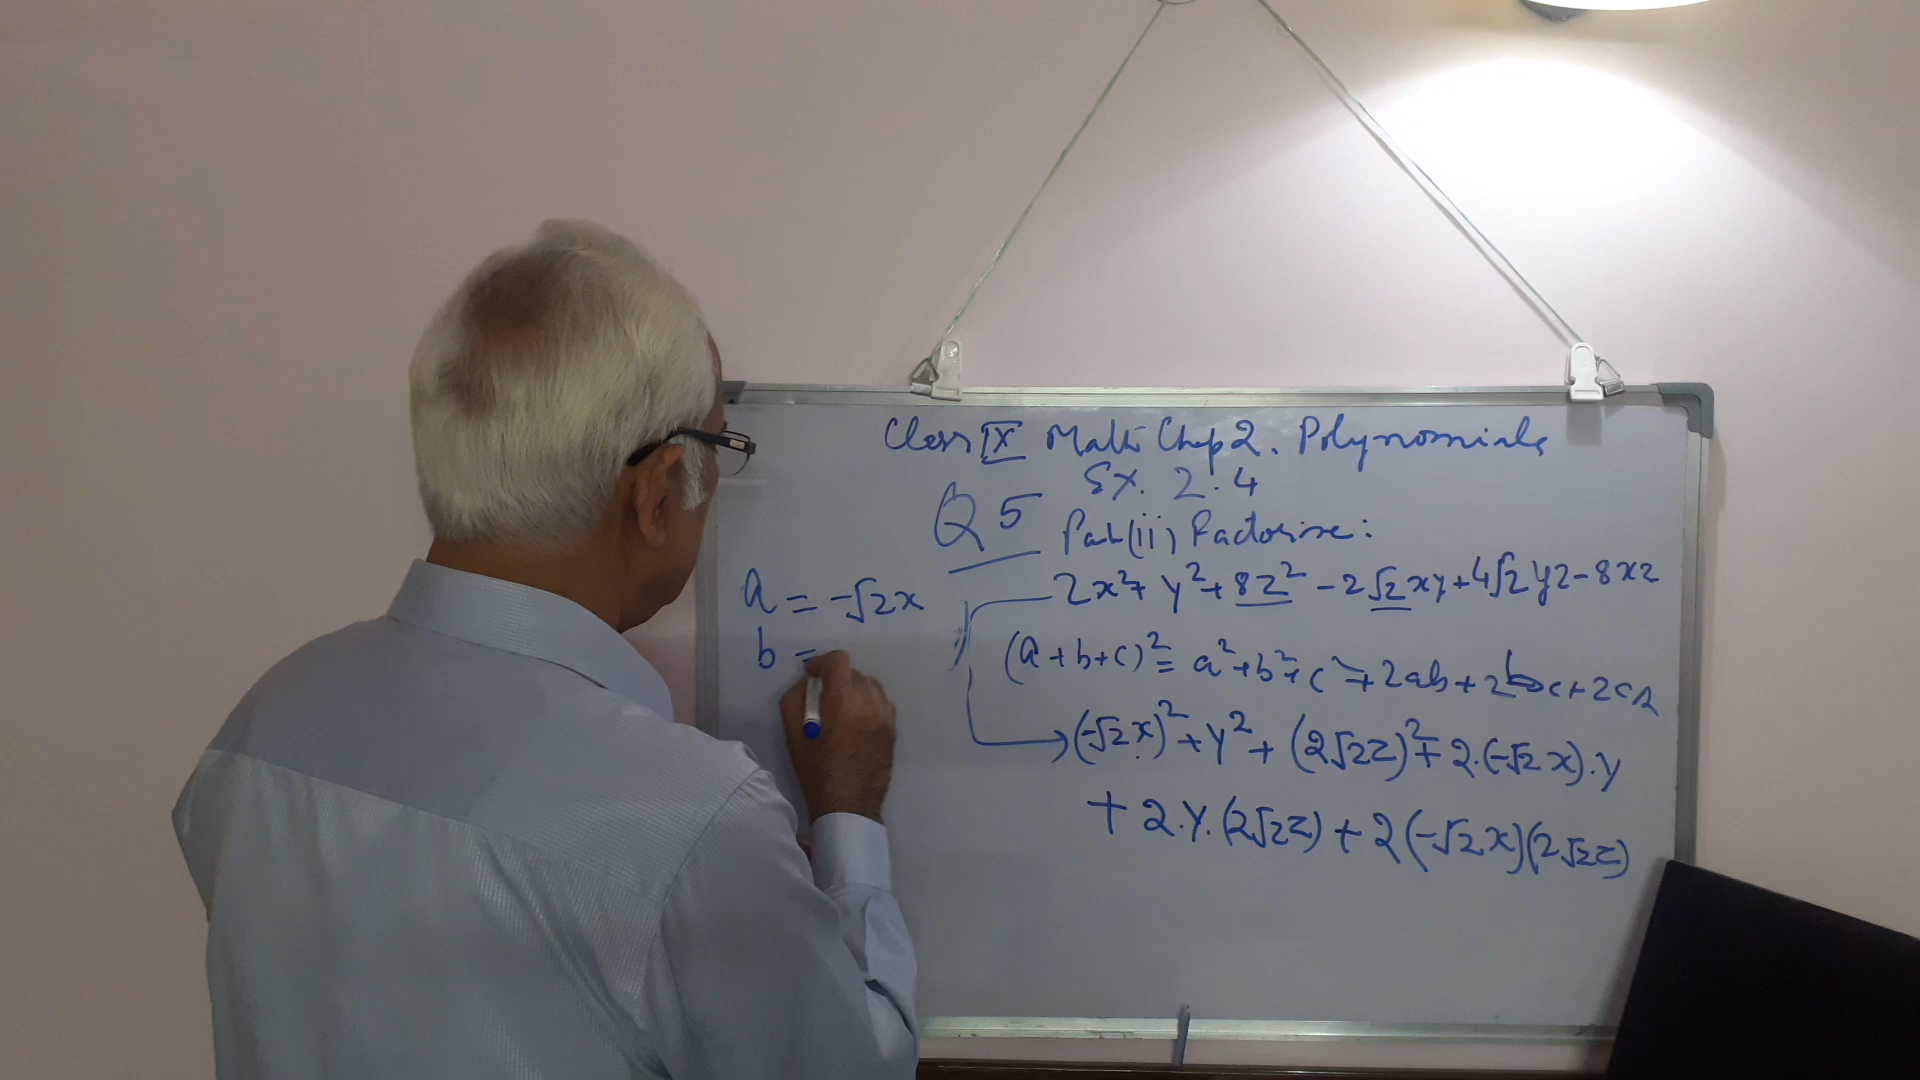 Class IX Math Chap 2. Polynomials
Ex. 2.4
Q5 Part (ii) Factorise:
2x² + y² + 8z² - 2√2xy + 4√2yz - 8xz
a = -√2x
b =
(a+b+c)² = a² + b² + c² + 2ab + 2bc + 2ca
(-√2x)² + y² + (2√2z)² + 2.(-√2x).y
+ 2.y.(2√2z) + 2(-√2x)(2√2z)